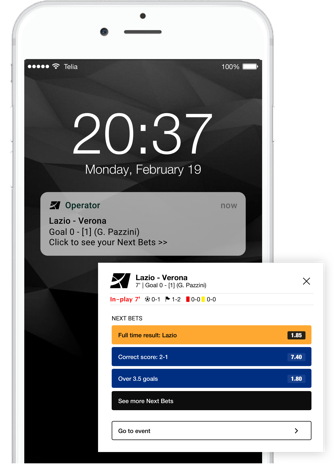 Telia
100%
20:37
Monday, February 19
Operator
now
Lazio - Verona
Goal 0 - [1] (G. Pazzini)
Click to see your Next Bets >>
Lazio - Verona
7' | Goal 0 - [1] (G. Pazzini)
In-play 7' 0-1 1-2 0-0 0-0
NEXT BETS
Full time result: Lazio 1.85
Correct score: 2-1 7.40
Over 3.5 goals 1.80
See more Next Bets
Go to event